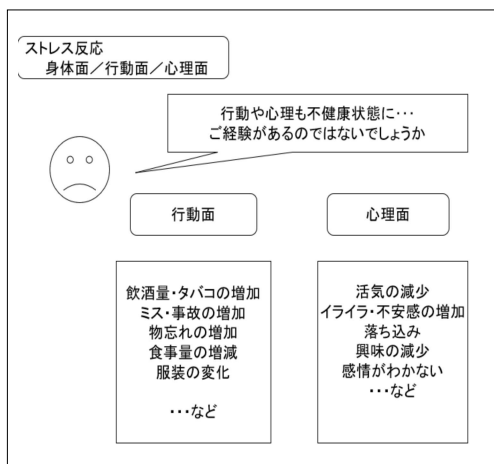 ストレス反応
身体面／行動面／心理面
行動や心理も不健康状態に・・・
ご経験があるのではないでしょうか
行動面
飲酒量・タバコの増加
ミス・事故の増加
物忘れの増加
食事量の増減
服装の変化
・・・など
心理面
活気の減少
イライラ・不安感の増加
落ち込み
興味の減少
感情がわかない
・・・など